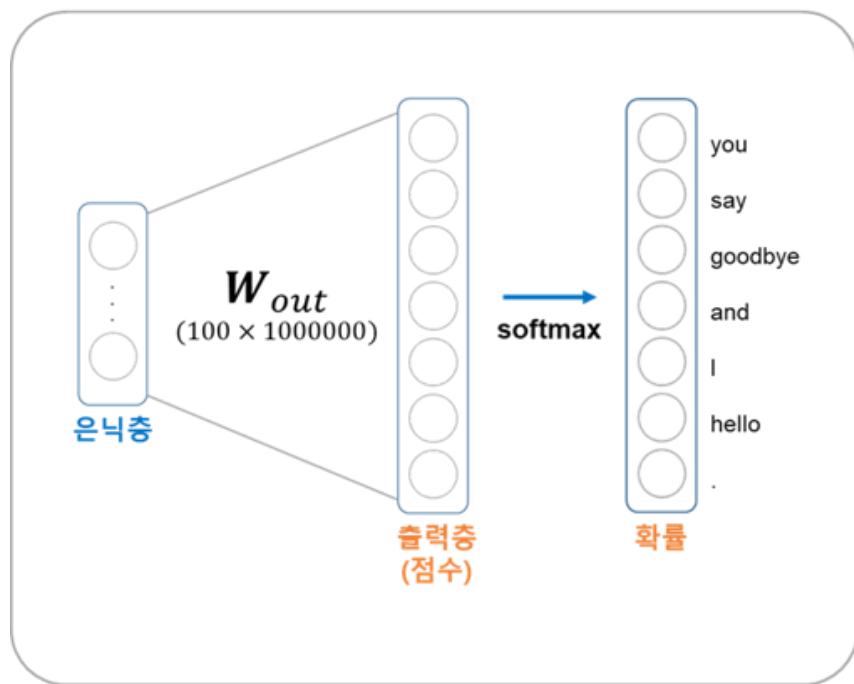 you
say
goodbye
and
I
hello
.
W_out
(100 × 1000000)
softmax
은닉층
출력층
(점수)
확률